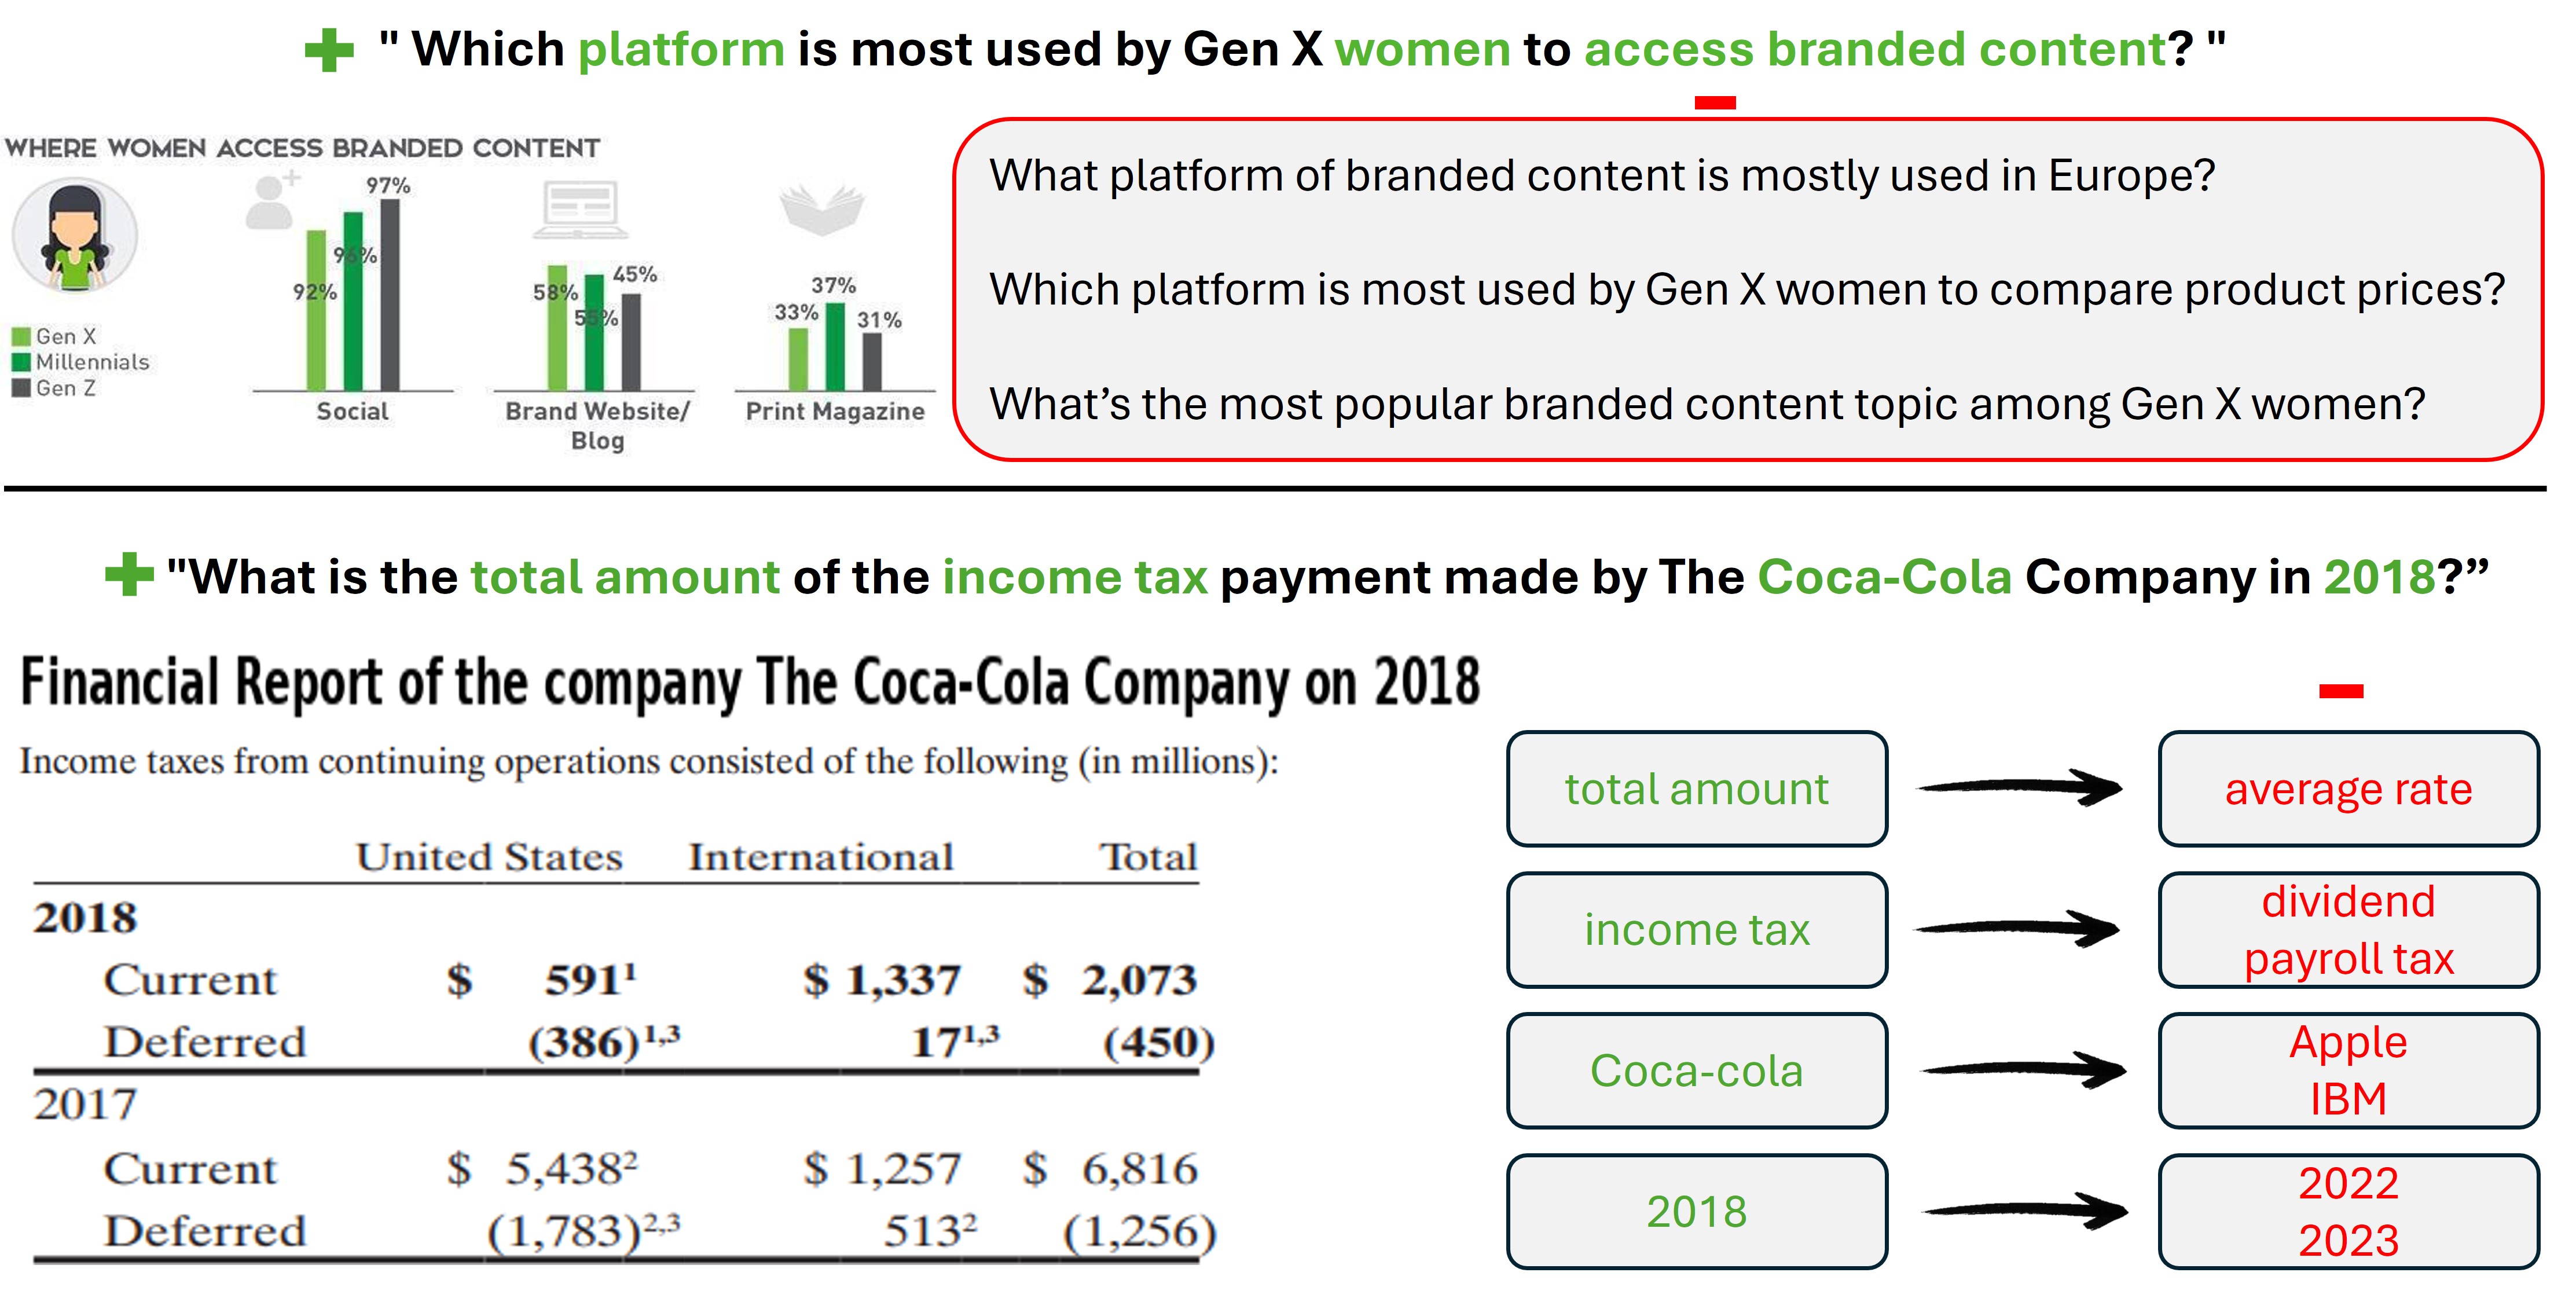 " Which platform is most used by Gen X women to access branded content? "
WHERE WOMEN ACCESS BRANDED CONTENT
Gen X
Millennials
Gen Z
92%
96%
97%
Social
58%
55%
45%
Brand Website/
Blog
33%
37%
31%
Print Magazine
What platform of branded content is mostly used in Europe?
Which platform is most used by Gen X women to compare product prices?
What’s the most popular branded content topic among Gen X women?
"What is the total amount of the income tax payment made by The Coca-Cola Company in 2018?”
Financial Report of the company The Coca-Cola Company on 2018
Income taxes from continuing operations consisted of the following (in millions):
United States International Total
2018
Current $ 591¹ $ 1,337 $ 2,073
Deferred (386)¹,³ 17¹,³ (450)
2017
Current $ 5,438² $ 1,257 $ 6,816
Deferred (1,783)²,³ 513² (1,256)
total amount
average rate
income tax
dividend
payroll tax
Coca-cola
Apple
IBM
2018
2022
2023